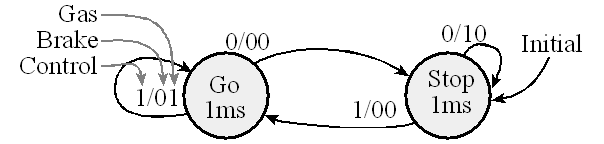 Gas
Brake
Control
1/01
0/00
Go
1ms
1/00
0/10
Stop
1ms
Initial